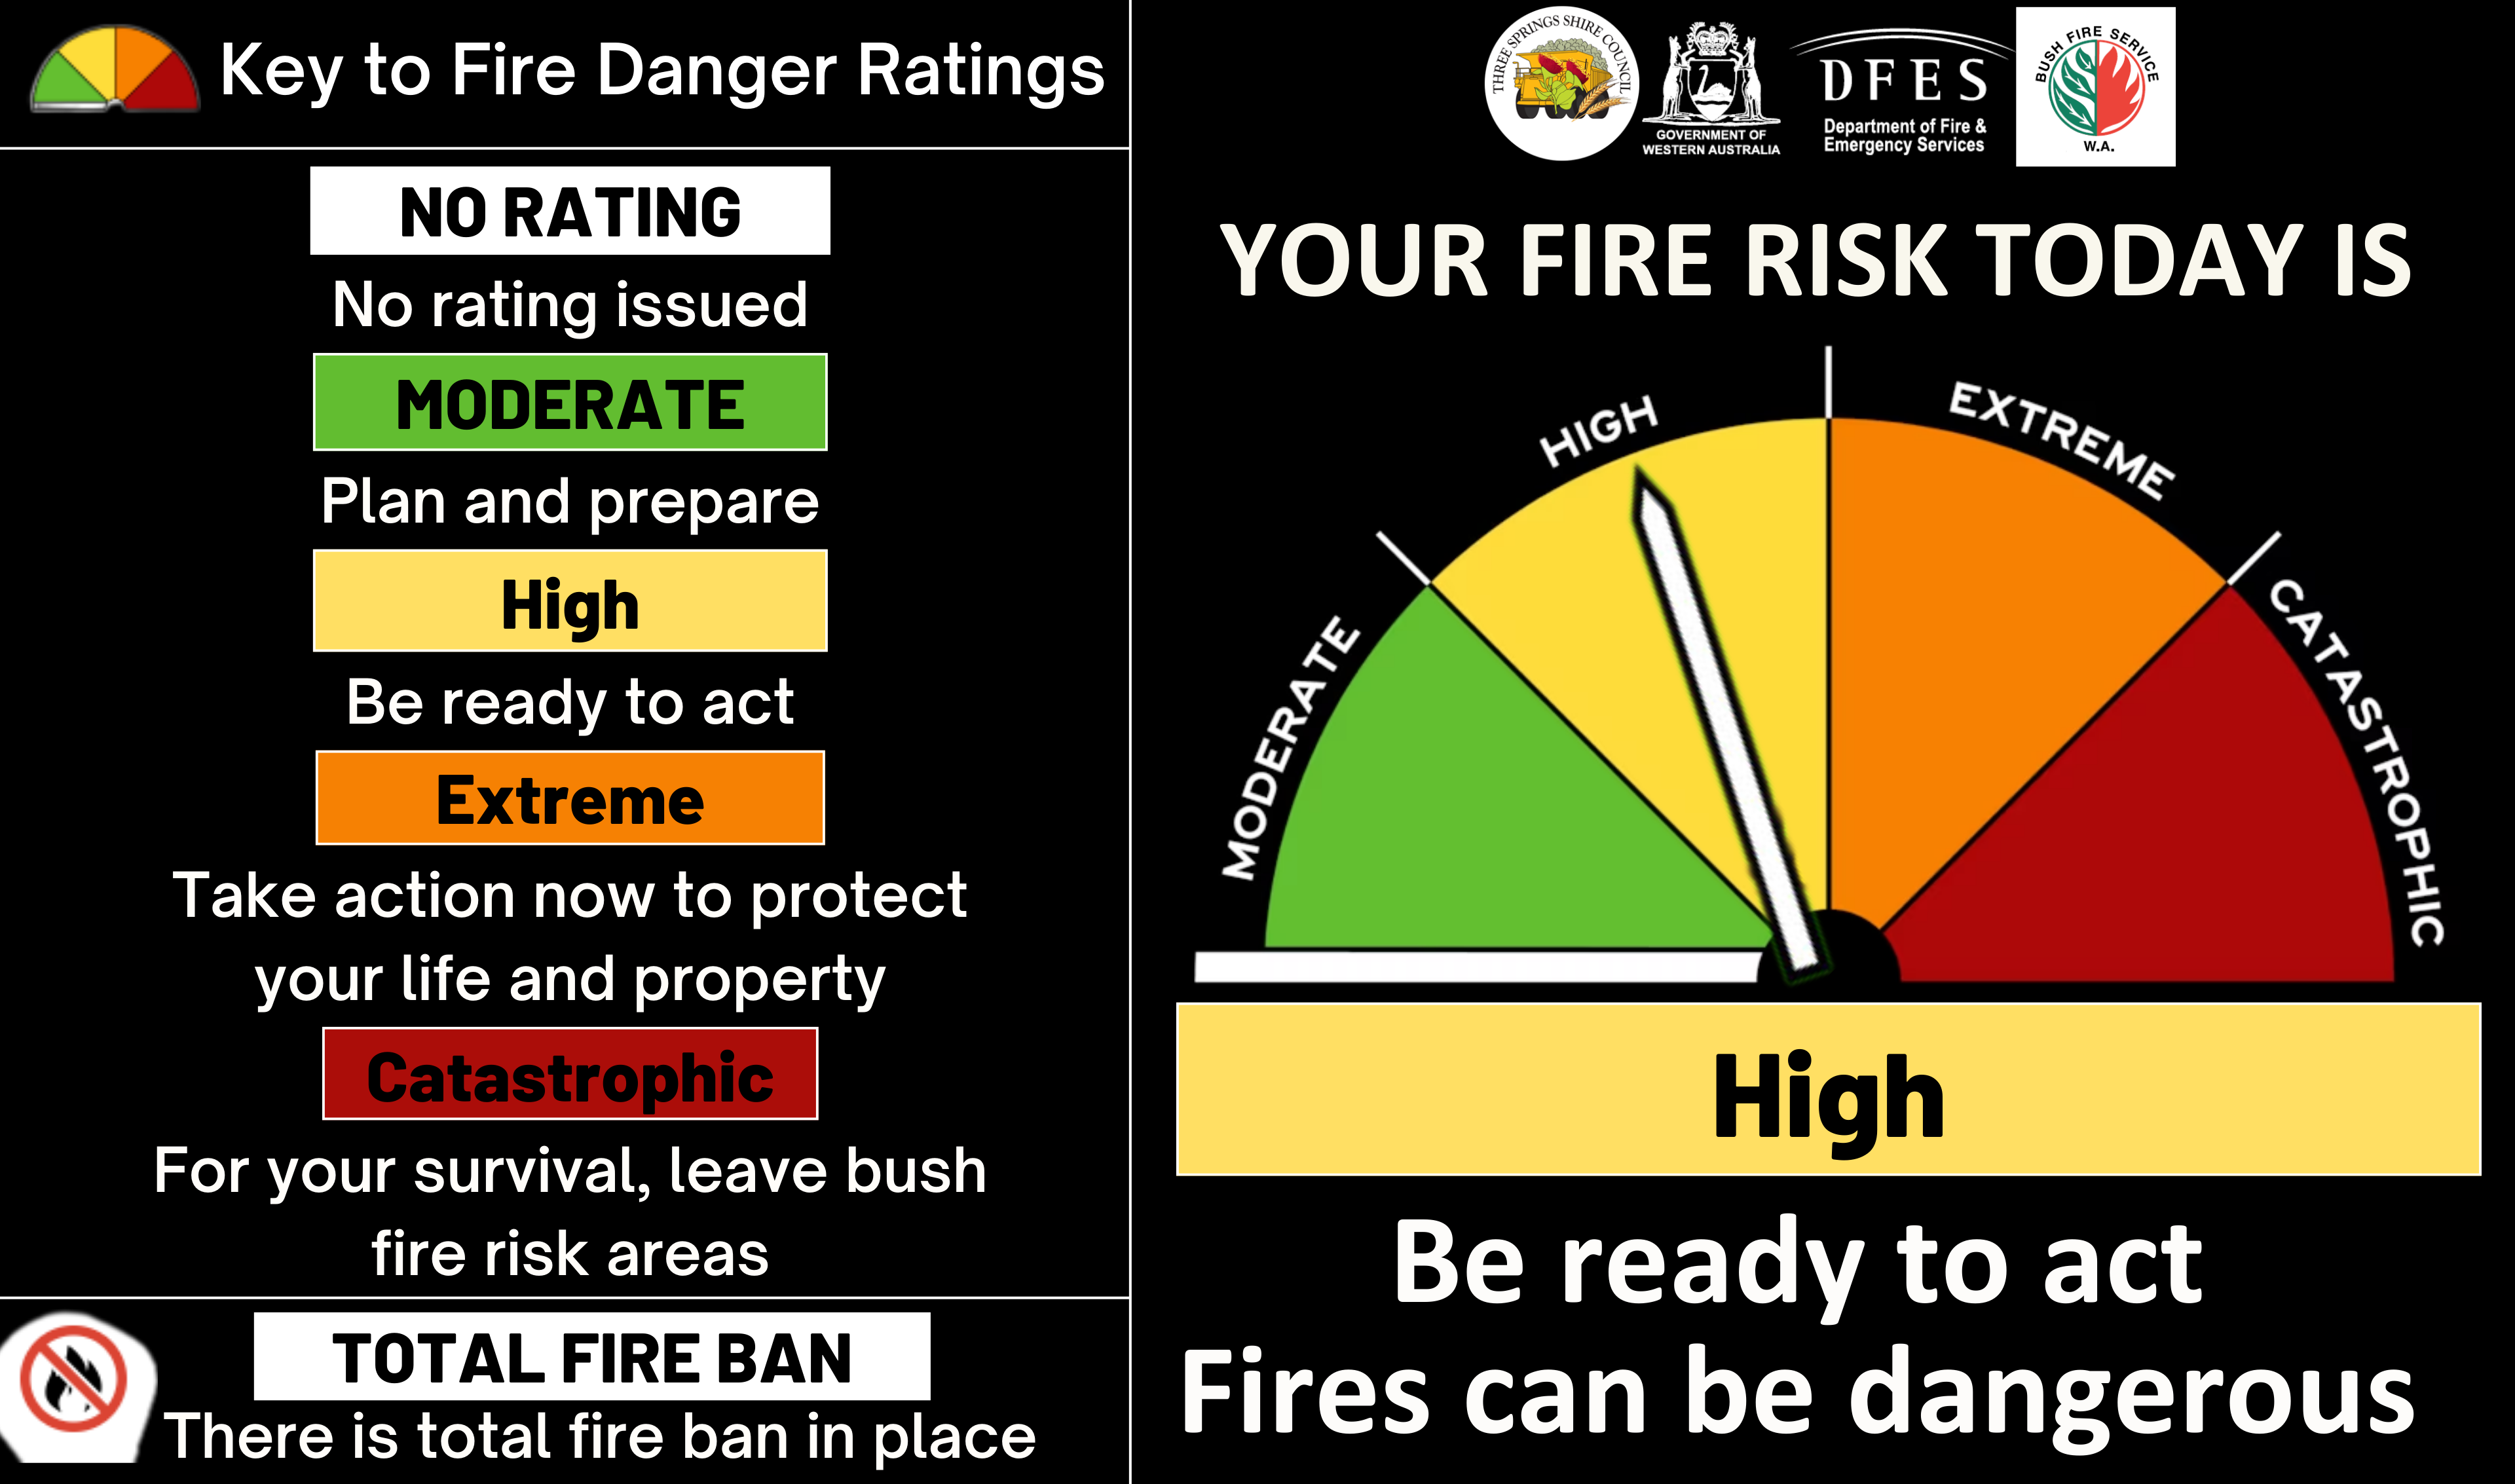 Key to Fire Danger Ratings
NO RATING
No rating issued
MODERATE
Plan and prepare
High
Be ready to act
Extreme
Take action now to protect
your life and property
Catastrophic
For your survival, leave bush
fire risk areas
TOTAL FIRE BAN
There is total fire ban in place
THREE SPRINGS SHIRE COUNCIL
GOVERNMENT OF
WESTERN AUSTRALIA
DFES
Department of Fire &
Emergency Services
BUSH FIRE SERVICE
W.A.
YOUR FIRE RISK TODAY IS
MODERATE
HIGH
EXTREME
CATASTROPHIC
High
Be ready to act
Fires can be dangerous